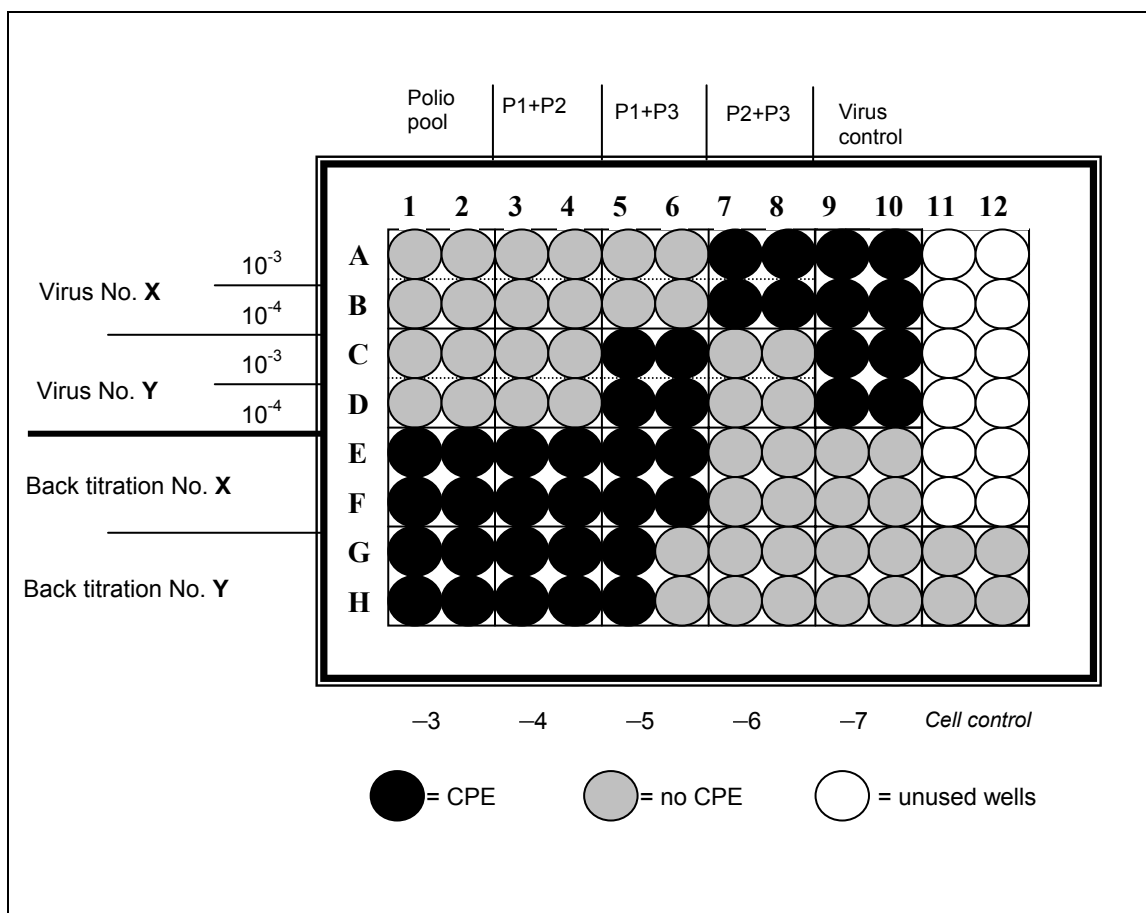 Polio
pool
P1+P2
P1+P3
P2+P3
Virus
control
1 2 3 4 5 6 7 8 9 10 11 12
A
10-3
Virus No. X
B
10-4
C
10-3
Virus No. Y
D
10-4
E
Back titration No. X
F
G
Back titration No. Y
H
–3 –4 –5 –6 –7 Cell control
= CPE = no CPE = unused wells